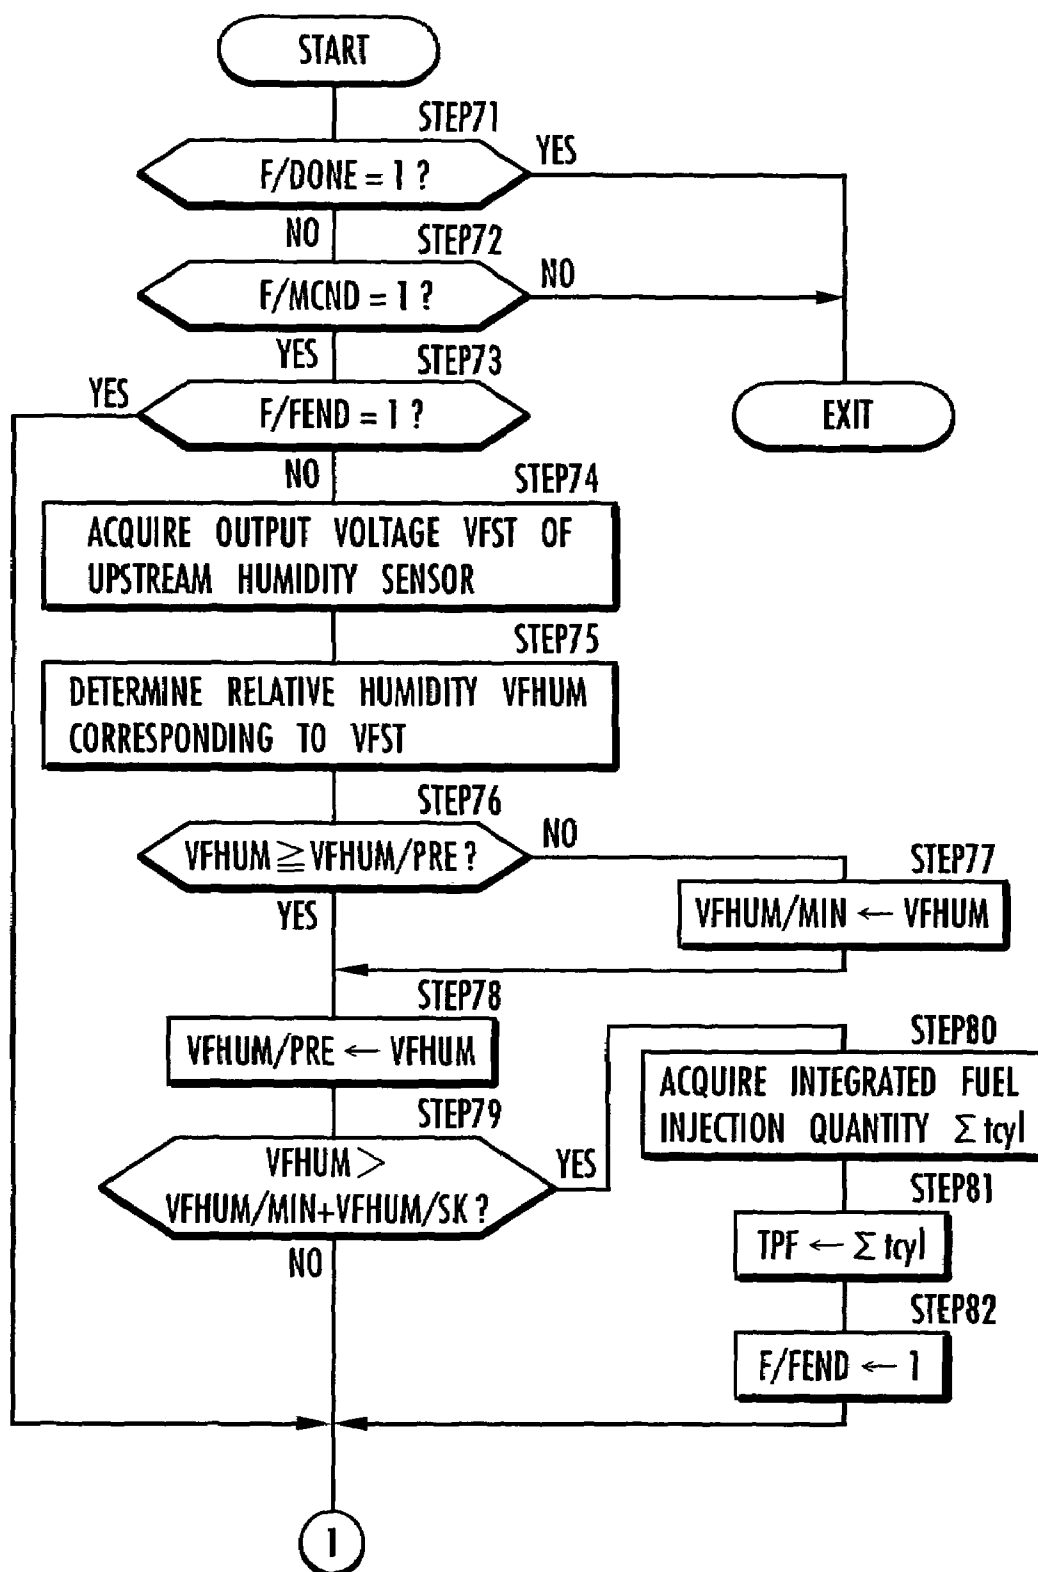 START
STEP71
F/DONE = 1 ?
YES
NO
STEP72
F/MCND = 1 ?
NO
YES
STEP73
YES
F/FEND = 1 ?
EXIT
NO
STEP74
ACQUIRE OUTPUT VOLTAGE VFST OF
UPSTREAM HUMIDITY SENSOR
STEP75
DETERMINE RELATIVE HUMIDITY VFHUM
CORRESPONDING TO VFST
STEP76
VFHUM ≧ VFHUM/PRE ?
NO
YES
STEP77
VFHUM/MIN ← VFHUM
STEP78
VFHUM/PRE ← VFHUM
STEP79
VFHUM >
VFHUM/MIN+VFHUM/SK ?
YES
NO
STEP80
ACQUIRE INTEGRATED FUEL
INJECTION QUANTITY Σ tcyl
STEP81
TPF ← Σ tcyl
STEP82
F/FEND ← 1
1